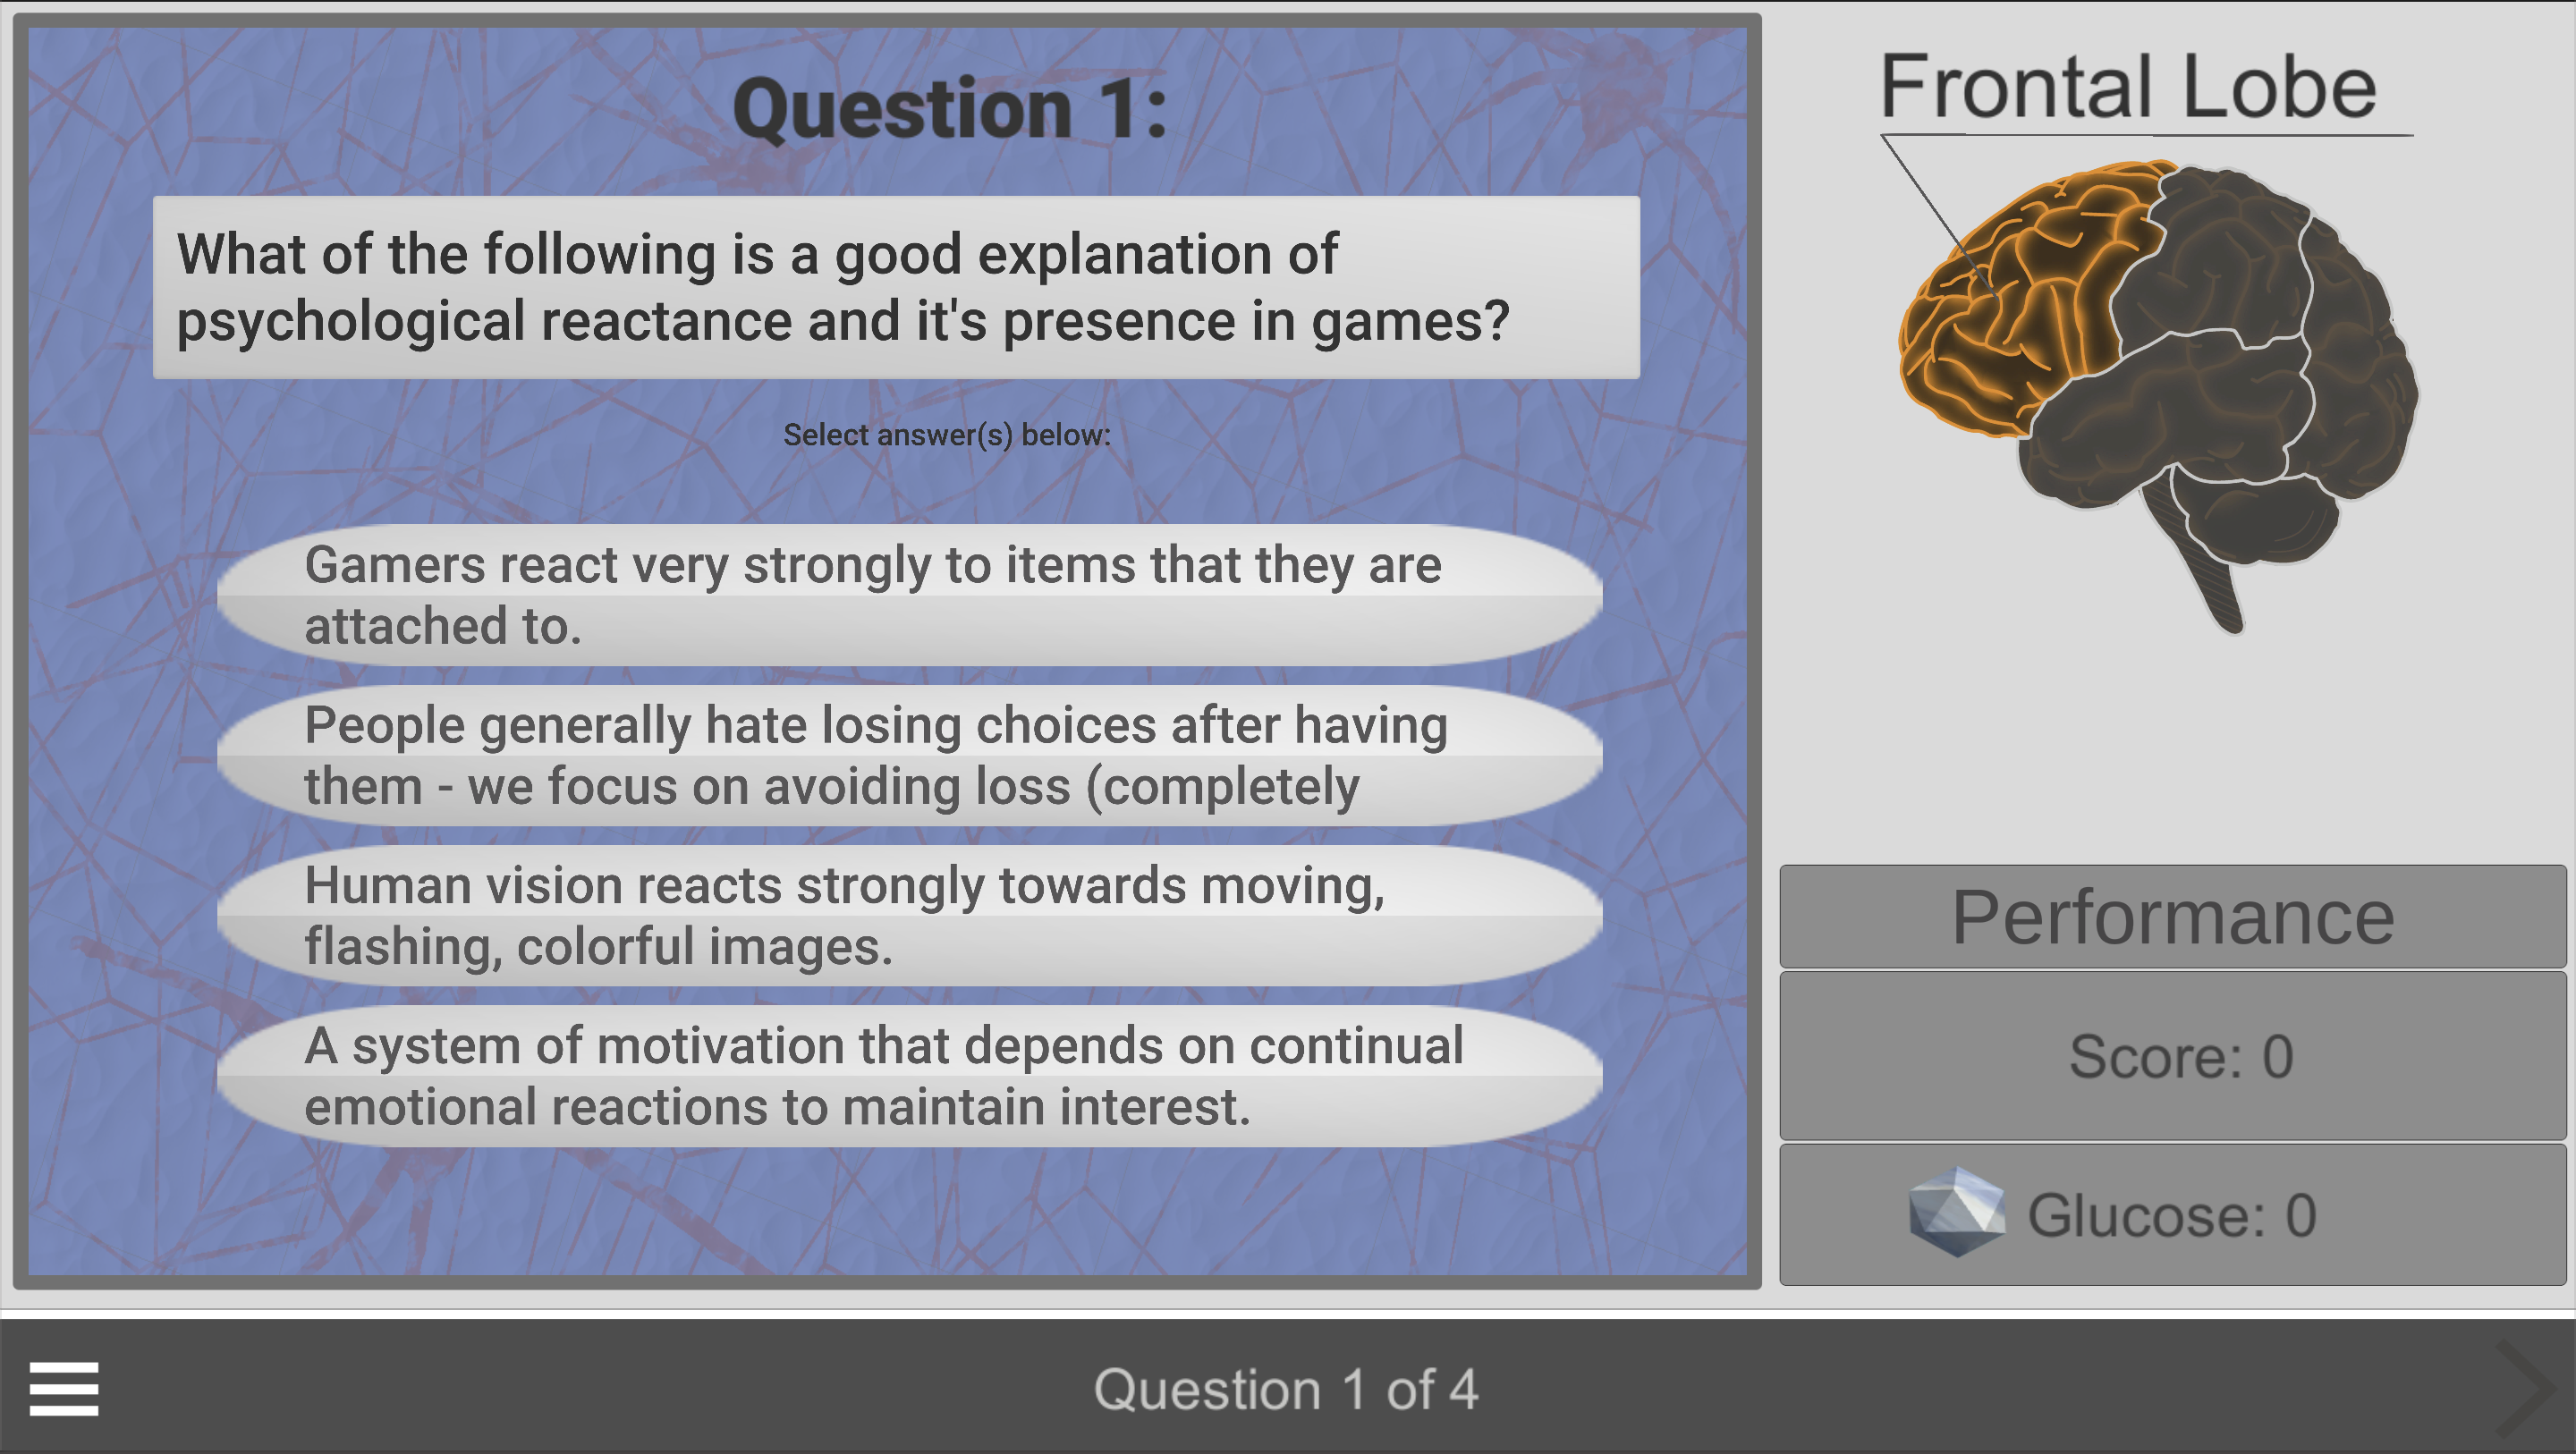 Question 1:
What of the following is a good explanation of
psychological reactance and it's presence in games?
Select answer(s) below:
Gamers react very strongly to items that they are
attached to.
People generally hate losing choices after having
them - we focus on avoiding loss (completely
Human vision reacts strongly towards moving,
flashing, colorful images.
A system of motivation that depends on continual
emotional reactions to maintain interest.
Frontal Lobe
Performance
Score: 0
Glucose: 0
Question 1 of 4